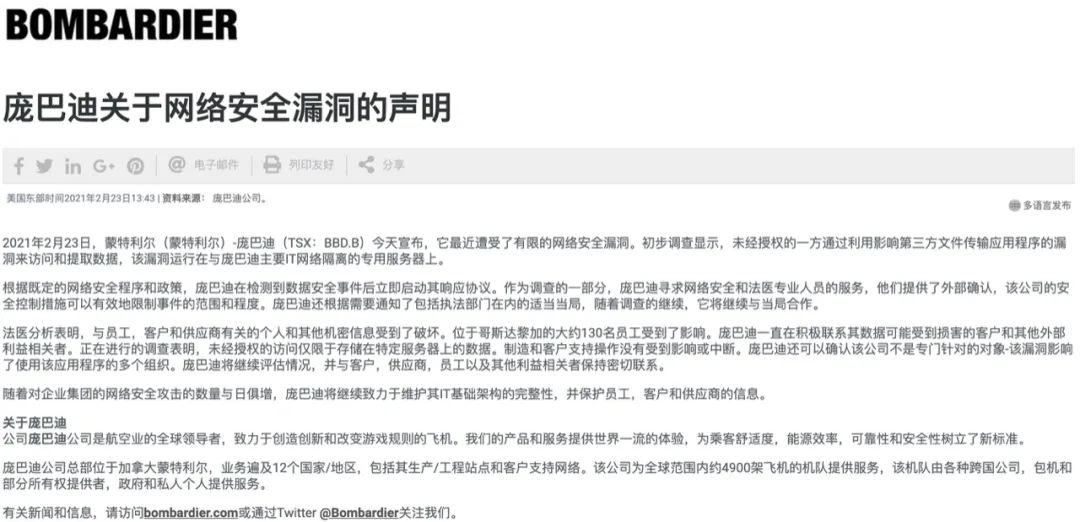 BOMBARDIER
庞巴迪关于网络安全漏洞的声明
电子邮件 列印友好 分享
美国东部时间2021年2月23日13:43 | 资料来源： 庞巴迪公司。
多语言发布
2021年2月23日，蒙特利尔（蒙特利尔）-庞巴迪（TSX：BBD.B）今天宣布，它最近遭受了有限的网络安全漏洞。初步调查显示，未经授权的一方通过利用影响第三方文件传输应用程序的漏
洞来访问和提取数据，该漏洞运行在与庞巴迪主要IT网络隔离的专用服务器上。
根据既定的网络安全程序和政策，庞巴迪在检测到数据安全事件后立即启动其响应协议。作为调查的一部分，庞巴迪寻求网络安全和法医专业人员的服务，他们提供了外部确认，该公司的安
全控制措施可以有效地限制事件的范围和程度。庞巴迪还根据需要通知了包括执法部门在内的适当当局，随着调查的继续，它将继续与当局合作。
法医分析表明，与员工，客户和供应商有关的个人和其他机密信息受到了破坏。位于哥斯达黎加的大约130名员工受到了影响。庞巴迪一直在积极联系其数据可能受到损害的客户和其他外部
利益相关者。正在进行的调查表明，未经授权的访问仅限于存储在特定服务器上的数据。制造和客户支持操作没有受到影响或中断。庞巴迪还可以确认该公司不是专门针对的对象-该漏洞影响
了使用该应用程序的多个组织。庞巴迪将继续评估情况，并与客户，供应商，员工以及其他利益相关者保持密切联系。
随着对企业集团的网络安全攻击的数量与日俱增，庞巴迪将继续致力于维护其IT基础架构的完整性，并保护员工，客户和供应商的信息。
关于庞巴迪
公司庞巴迪公司是航空业的全球领导者，致力于创造创新和改变游戏规则的飞机。我们的产品和服务提供世界一流的体验，为乘客舒适度，能源效率，可靠性和安全性树立了新标准。
庞巴迪公司总部位于加拿大蒙特利尔，业务遍及12个国家/地区，包括其生产/工程站点和客户支持网络。该公司为全球范围内约4900架飞机的机队提供服务，该机队由各种跨国公司，包机和
部分所有权提供者，政府和私人个人提供服务。
有关新闻和信息，请访问bombardier.com或通过Twitter @Bombardier关注我们。